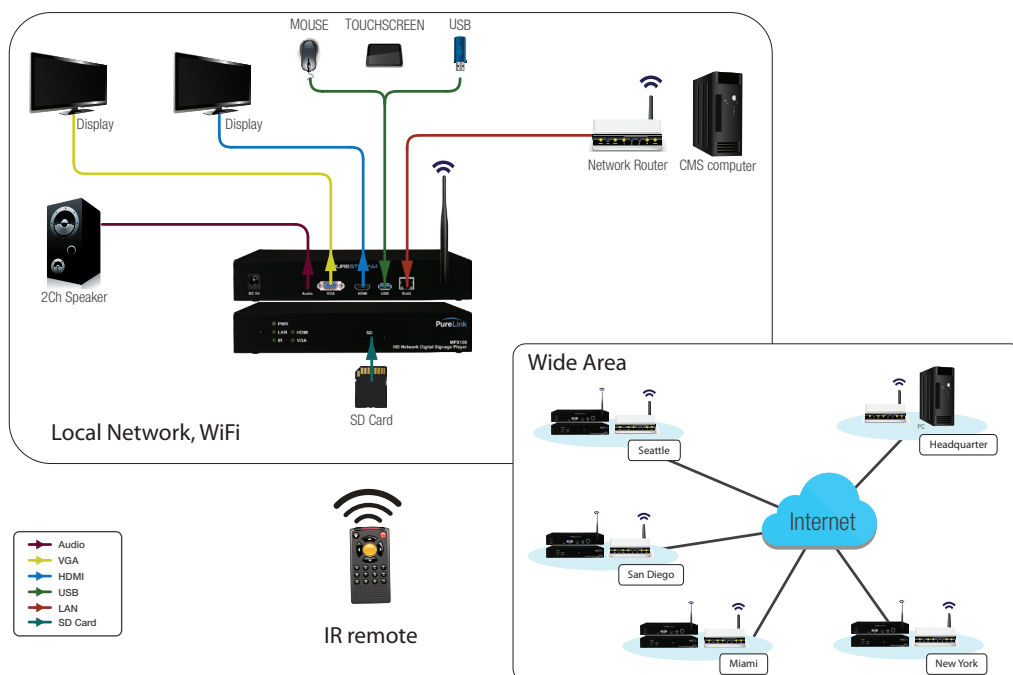 MOUSE
TOUCHSCREEN
USB
Display
Display
Network Router
CMS computer
2Ch Speaker
PURESTREAM
DC 5V
Audio
VGA
HDMI
USB
RJ45
PWR
LAN
HDMI
IR
VGA
SD
PureLink
HD Network Digital Signage Player
SD Card
Local Network, WiFi
Wide Area
Seattle
PC
Headquarter
Internet
San Diego
Miami
New York
Audio
VGA
HDMI
USB
LAN
SD Card
IR remote